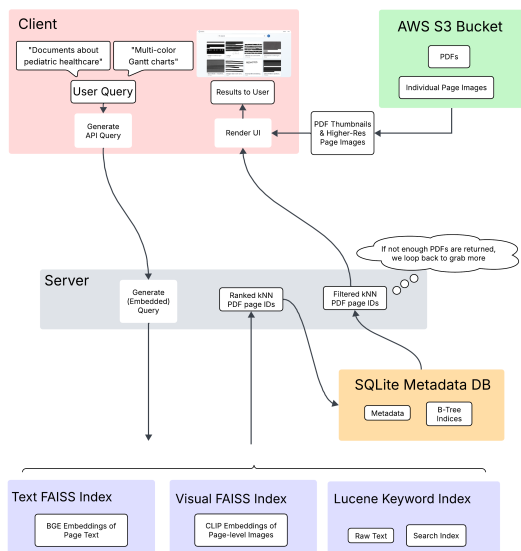 Client
"Documents about
pediatric healthcare"
"Multi-color
Gantt charts"
User Query
Results to User
Generate
API Query
Render UI
AWS S3 Bucket
PDFs
Individual Page Images
PDF Thumbnails
& Higher-Res
Page Images
If not enough PDFs are returned,
we loop back to grab more
Server
Generate
(Embedded)
Query
Ranked kNN
PDF page IDs
Filtered kNN
PDF page IDs
SQLite Metadata DB
Metadata
B-Tree
Indices
Text FAISS Index
BGE Embeddings of
Page Text
Visual FAISS Index
CLIP Embeddings of
Page-level Images
Lucene Keyword Index
Raw Text
Search Index